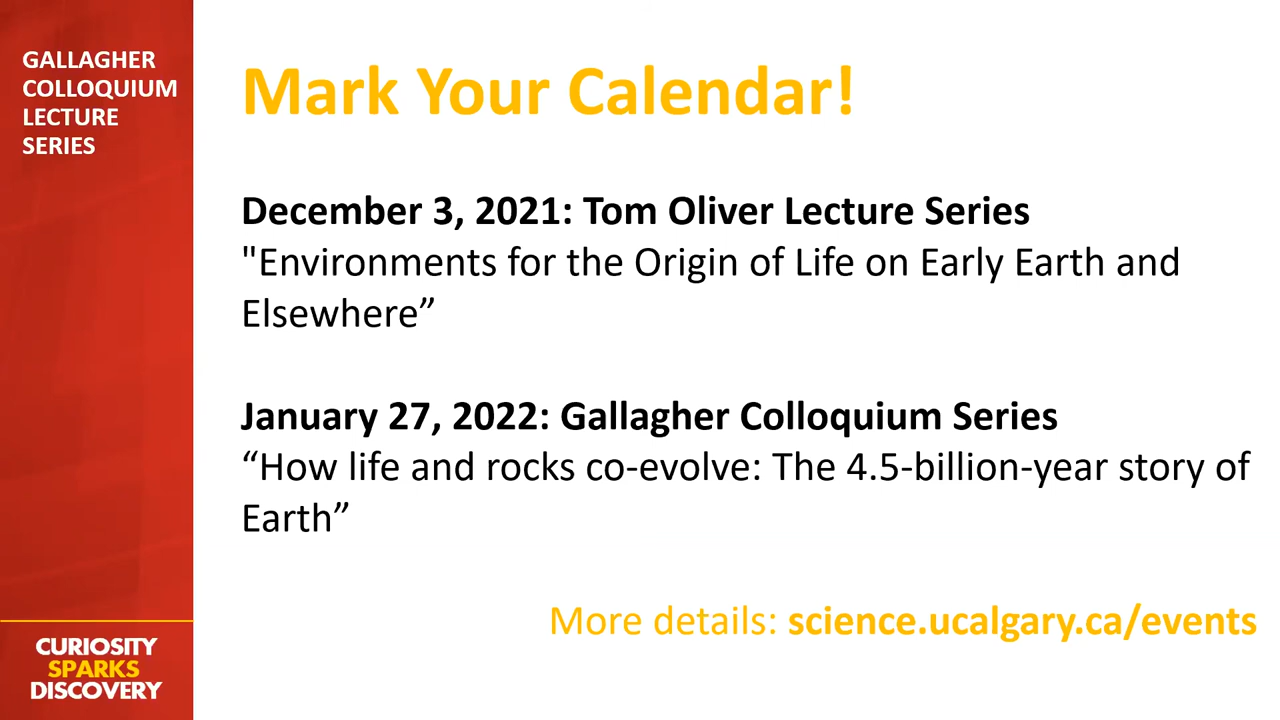 GALLAGHER
COLLOQUIUM
LECTURE
SERIES
Mark Your Calendar!
December 3, 2021: Tom Oliver Lecture Series
"Environments for the Origin of Life on Early Earth and
Elsewhere”
January 27, 2022: Gallagher Colloquium Series
“How life and rocks co-evolve: The 4.5-billion-year story of
Earth”
More details: science.ucalgary.ca/events
CURIOSITY
SPARKS
DISCOVERY